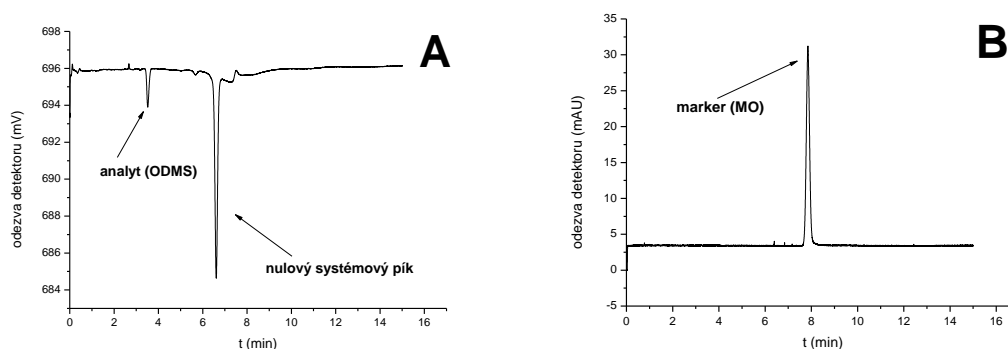 A
698
696
694
692
690
688
686
684
0 2 4 6 8 10 12 14 16
odezva detektoru (mV)
t (min)
analyt (ODMS)
nulový systémový pík
B
35
30
25
20
15
10
5
0
-5
0 2 4 6 8 10 12 14 16
odezva detektoru (mAU)
t (min)
marker (MO)